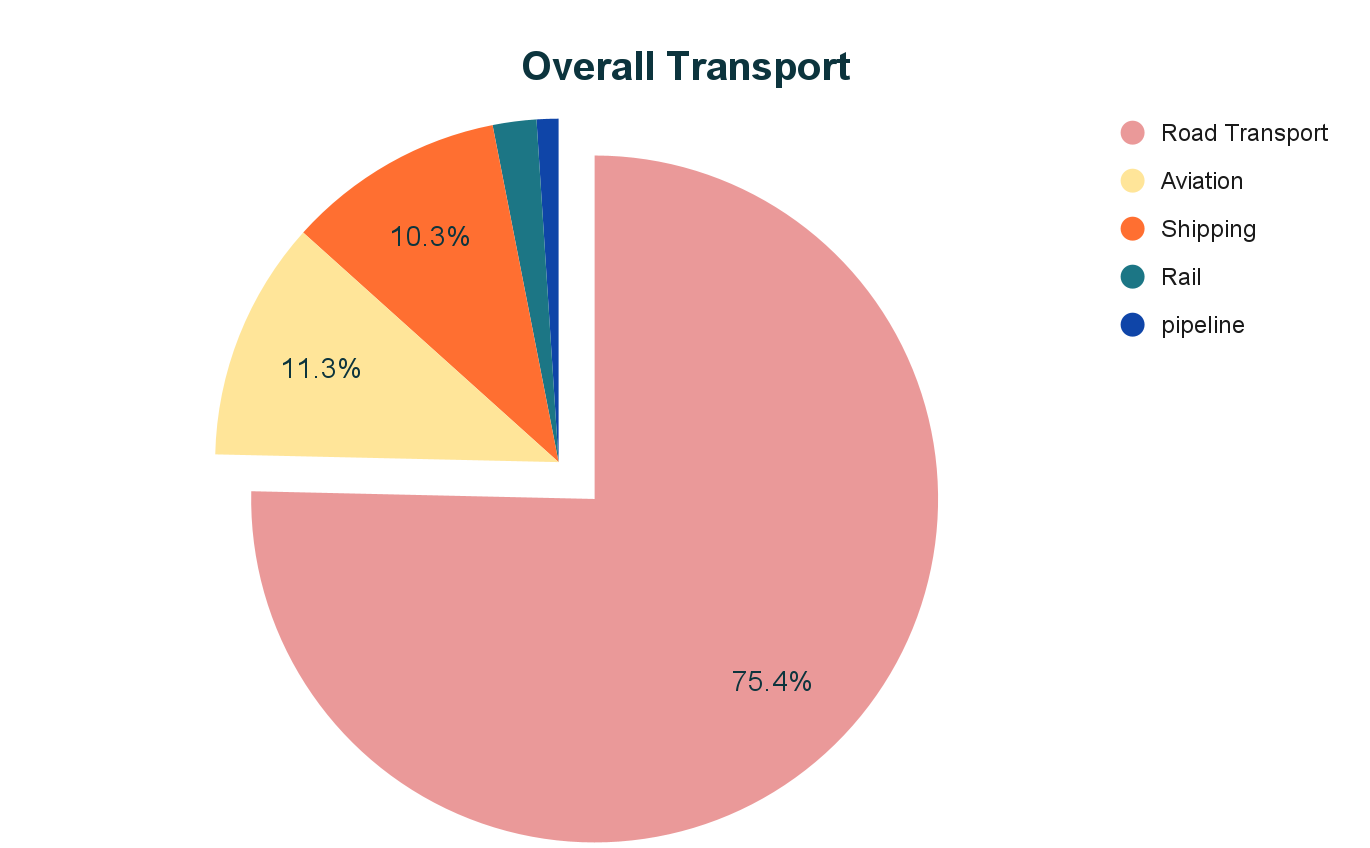 Overall Transport
Road Transport
Aviation
Shipping
Rail
pipeline
10.3%
11.3%
75.4%